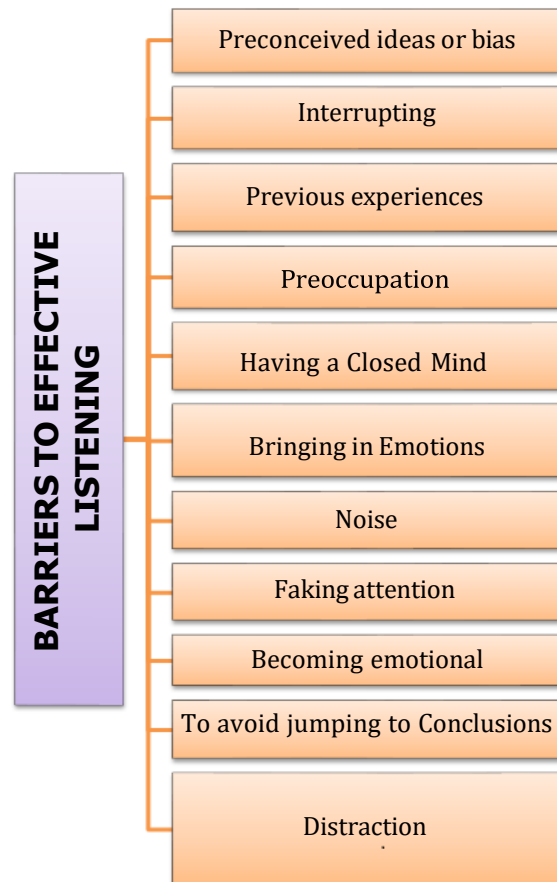 BARRIERS TO EFFECTIVE
LISTENING
Preconceived ideas or bias
Interrupting
Previous experiences
Preoccupation
Having a Closed Mind
Bringing in Emotions
Noise
Faking attention
Becoming emotional
To avoid jumping to Conclusions
Distraction
.